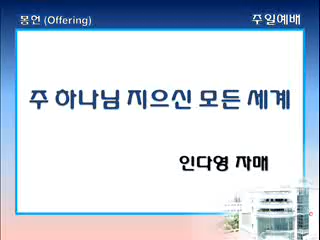 봉헌 (Offering)
주일예배
주 하나님 지으신 모든 세계
인다영 자매